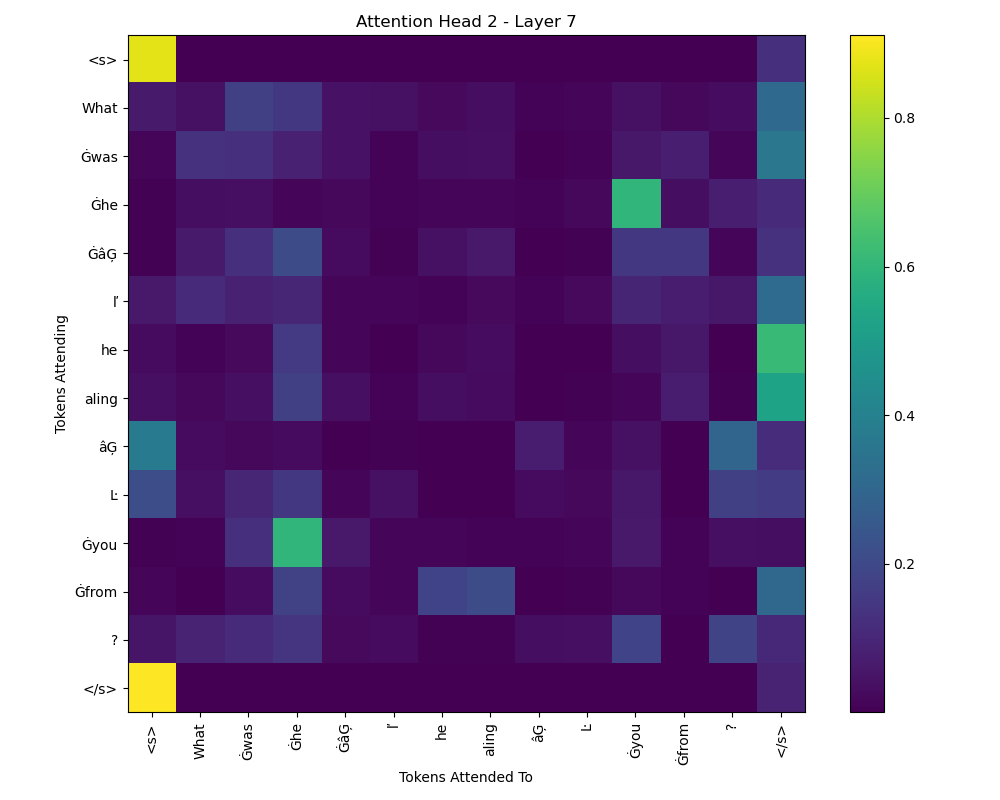 Attention Head 2 - Layer 7
Tokens Attending
<s>
What
Ġwas
Ġhe
ĠâĢ
ľ
he
aling
âĢ
Ŀ
Ġyou
Ġfrom
?
</s>
<s>
What
Ġwas
Ġhe
ĠâĢ
ľ
he
aling
âĢ
Ŀ
Ġyou
Ġfrom
?
</s>
Tokens Attended To
0.8
0.6
0.4
0.2